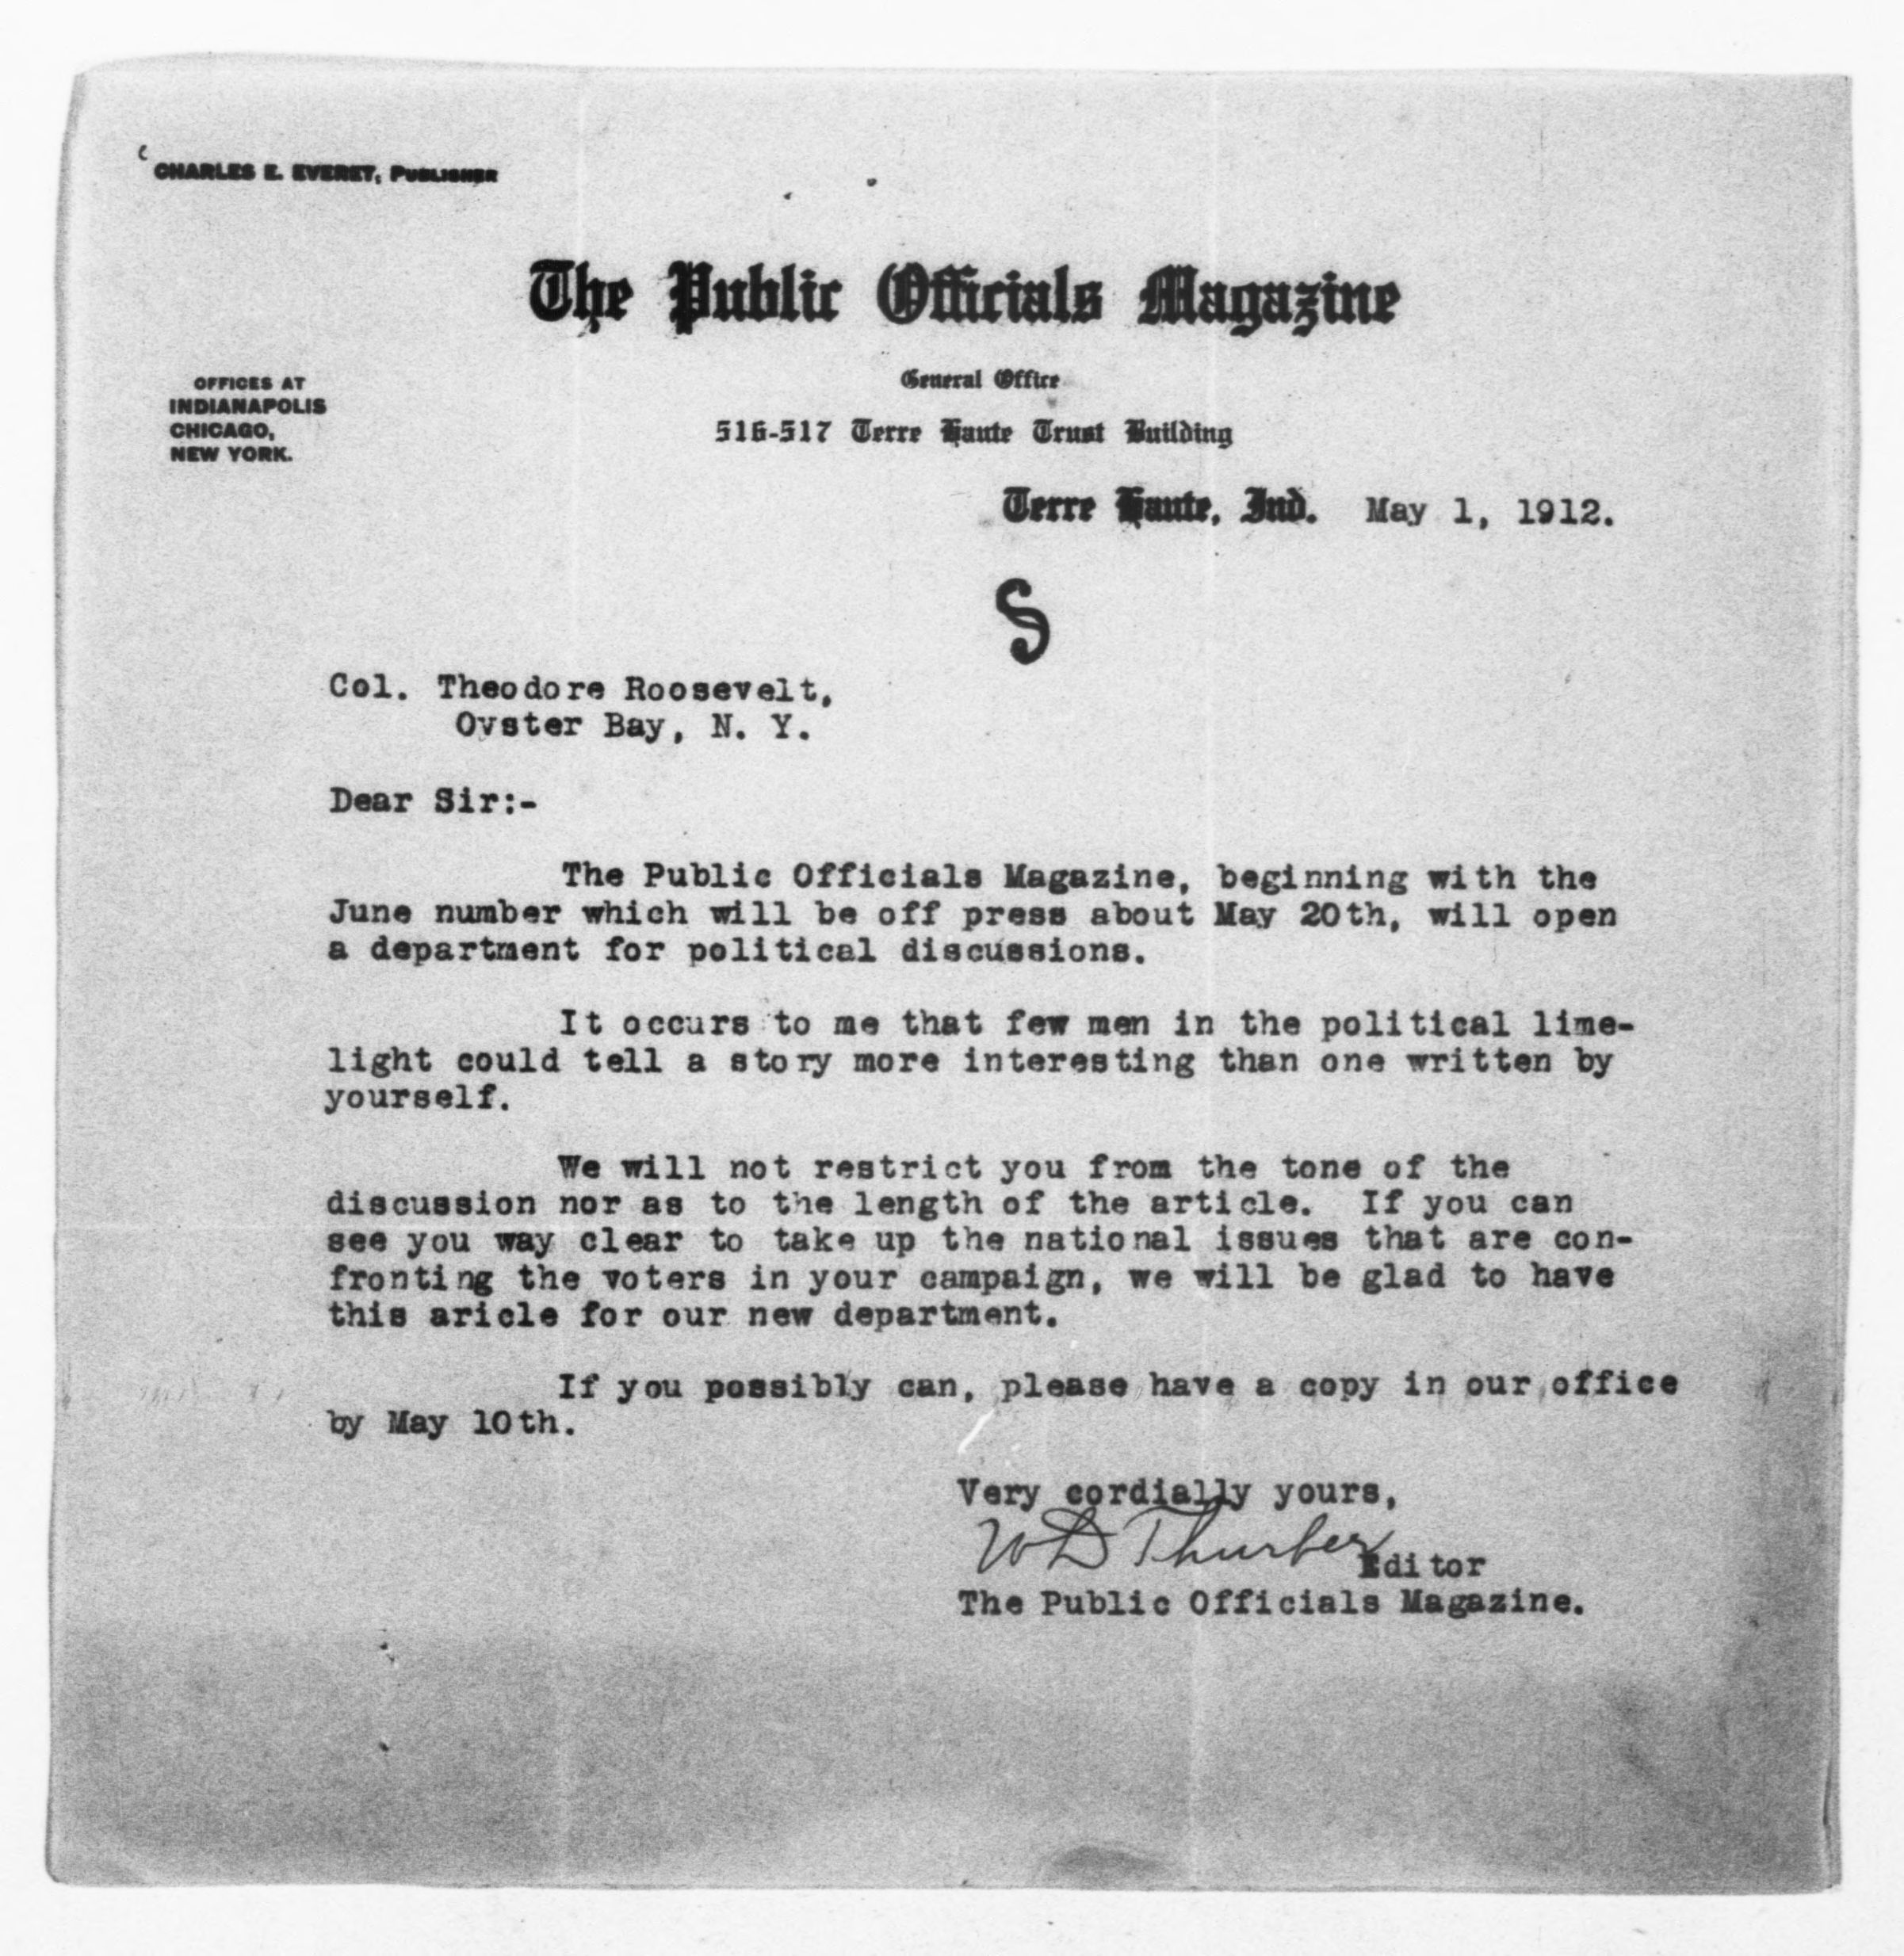 CHARLES E. EVERET, PUBLISHER
The Public Officials Magazine
General Office
OFFICES AT
INDIANAPOLIS
CHICAGO,
NEW YORK.
516-517 Terre Haute Trust Building
Terre Haute, Ind. May 1, 1912.
S
Col. Theodore Roosevelt,
Oyster Bay, N. Y.
Dear Sir:-
The Public Officials Magazine, beginning with the
June number which will be off press about May 20th, will open
a department for political discussions.
It occurs to me that few men in the political lime-
light could tell a story more interesting than one written by
yourself.
We will not restrict you from the tone of the
discussion nor as to the length of the article. If you can
see you way clear to take up the national issues that are con-
fronting the voters in your campaign, we will be glad to have
this aricle for our new department.
If you possibly can, please have a copy in our office
by May 10th.
Very cordially yours,
W D Thurber
Editor
The Public Officials Magazine.